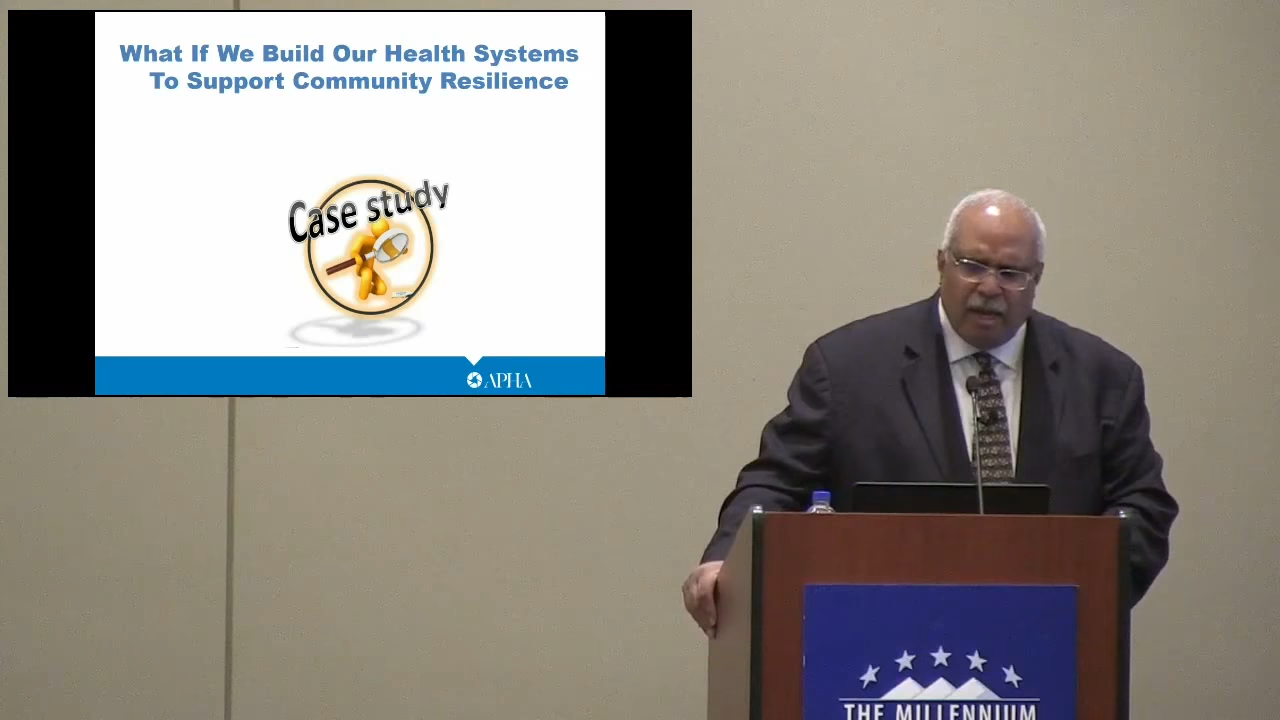 What If We Build Our Health Systems
To Support Community Resilience
Case study
APHA
THE MILLENNIUM